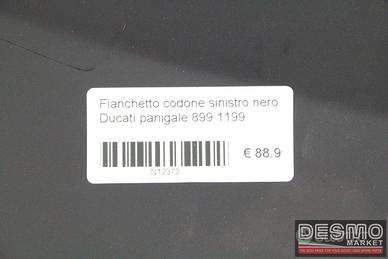 Fianchetto codone sinistro nero
Ducati panigale 899 1199
€ 88.9
N12373
DESMO
MARKET